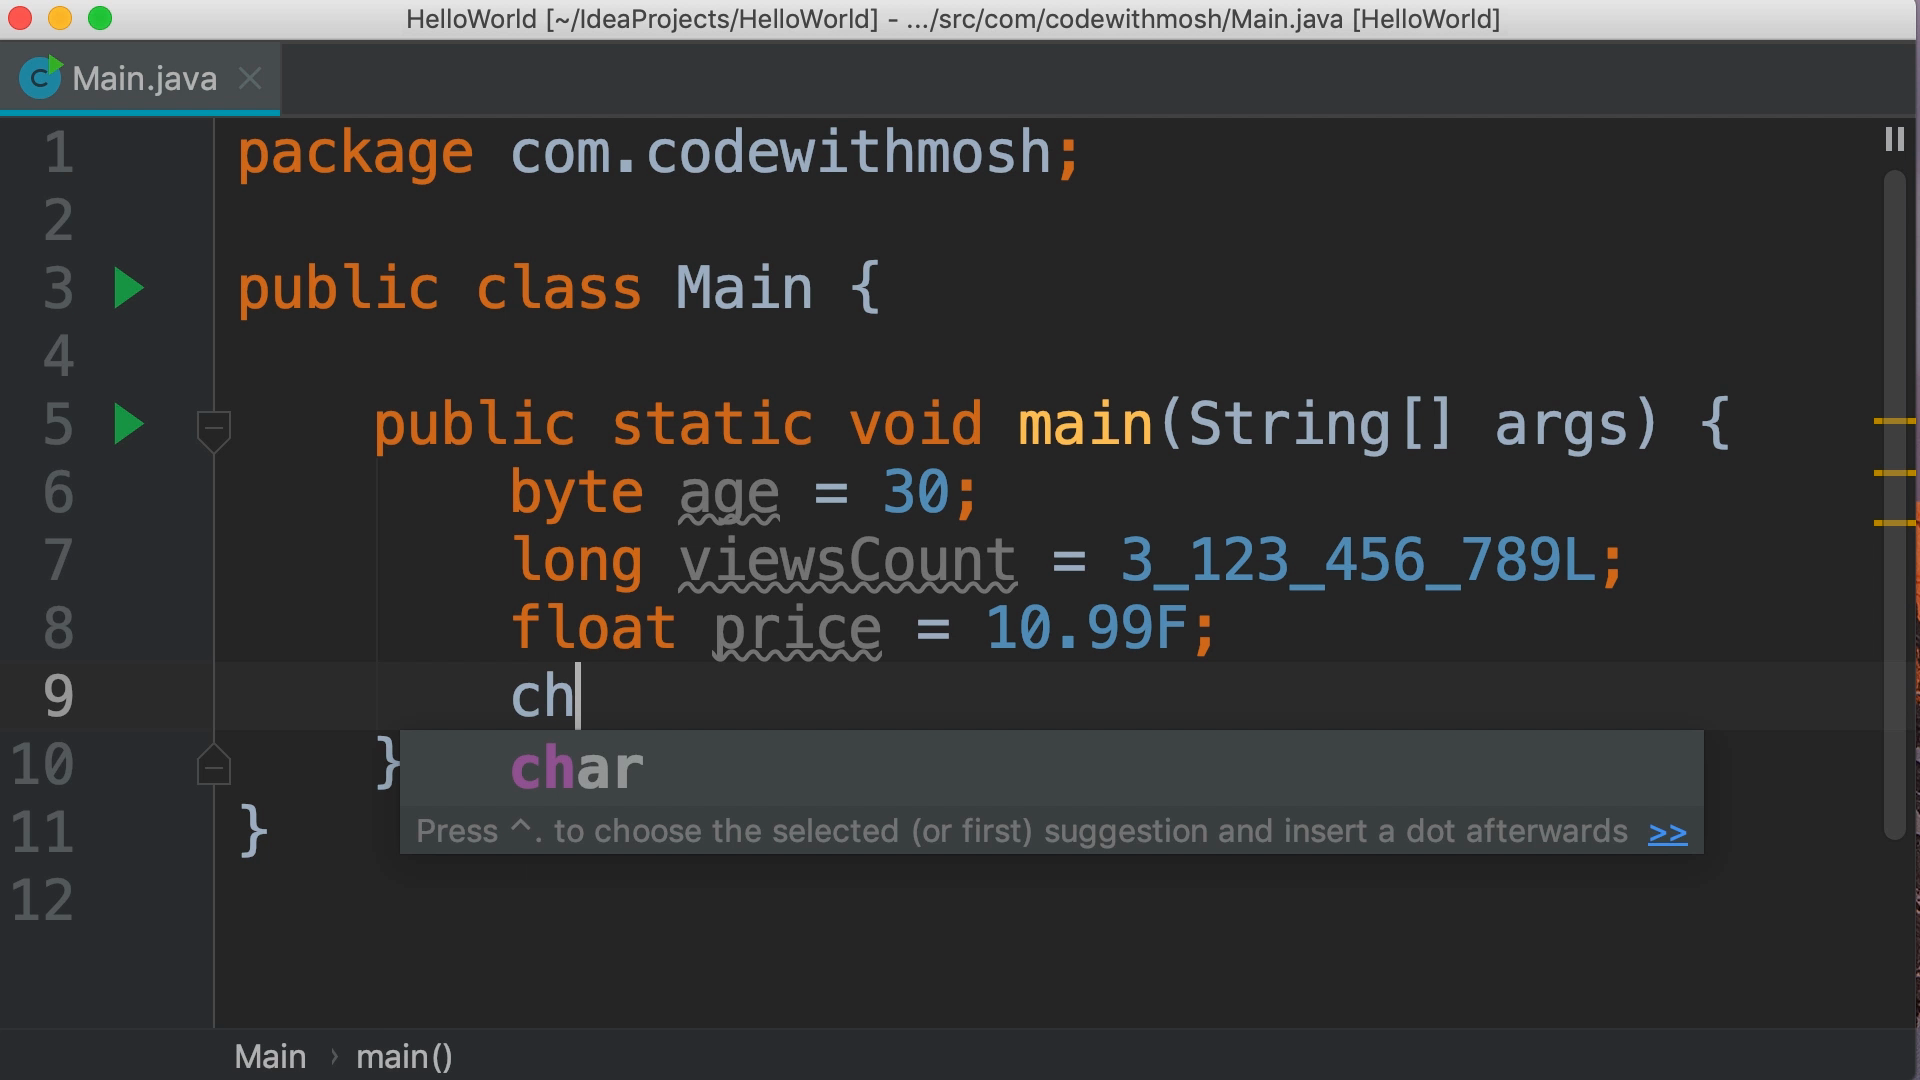 HelloWorld [~/IdeaProjects/HelloWorld] - .../src/com/codewithmosh/Main.java [HelloWorld]
C Main.java
1 package com.codewithmosh;
2
3 public class Main {
4
5 public static void main(String[] args) {
6 byte age = 30;
7 long viewsCount = 3_123_456_789L;
8 float price = 10.99F;
9 ch
10 }
char
Press ^. to choose the selected (or first) suggestion and insert a dot afterwards >>
11 }
12
Main › main()